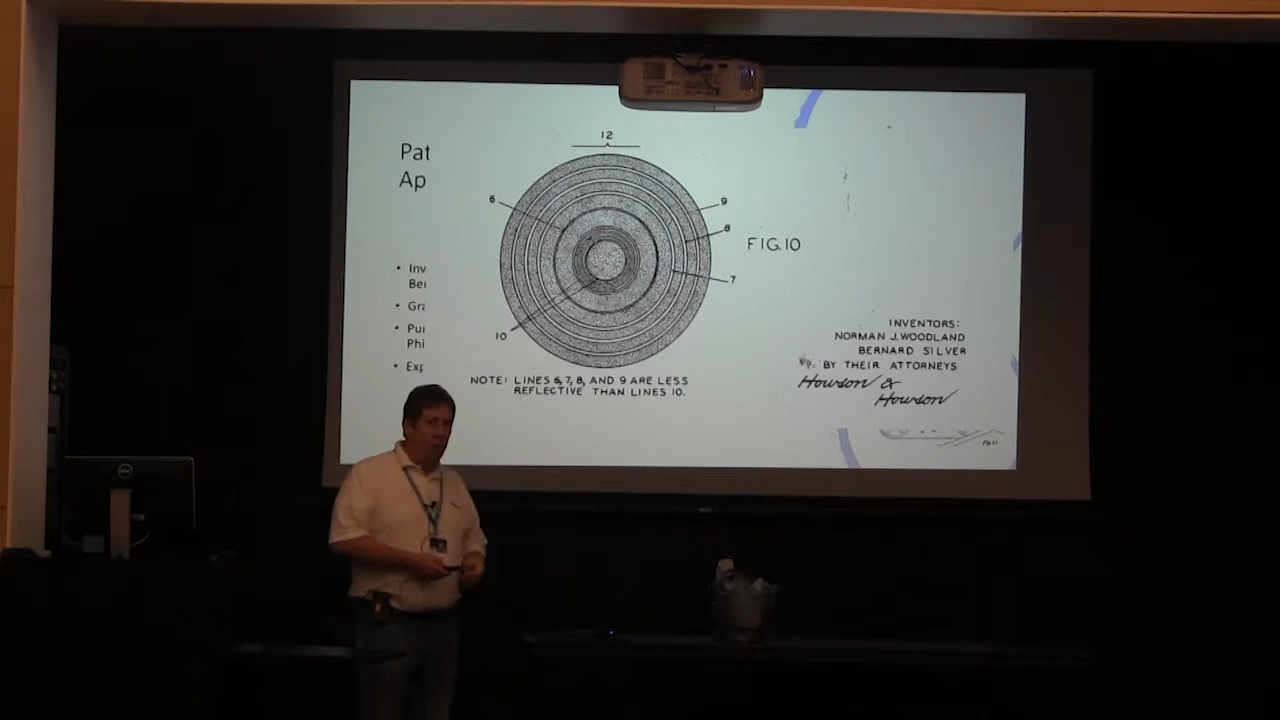 12
Pat
Ap
6
9
8
FIG.10
7
• Inv
Ber
• Gra
• Pur
Phi
• Exp
10
NOTE: LINES 6, 7, 8, AND 9 ARE LESS
REFLECTIVE THAN LINES 10.
INVENTORS:
NORMAN J. WOODLAND
BERNARD SILVER
BY THEIR ATTORNEYS
Howson &
Howson
DELL